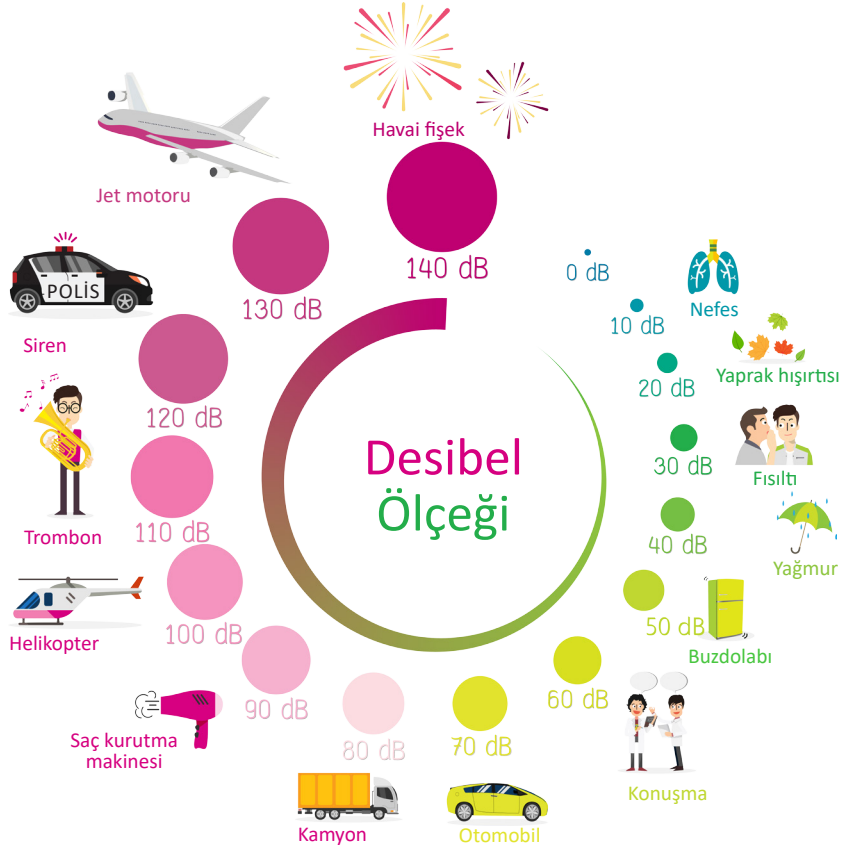 Havai fişek
140 dB
0 dB
Nefes
10 dB
Yaprak hışırtısı
20 dB
Fısıltı
30 dB
Yağmur
40 dB
Buzdolabı
50 dB
Konuşma
60 dB
Otomobil
70 dB
Kamyon
80 dB
Saç kurutma
makinesi
90 dB
Helikopter
100 dB
Trombon
110 dB
POLİS
Siren
120 dB
Jet motoru
130 dB
Desibel
Ölçeği